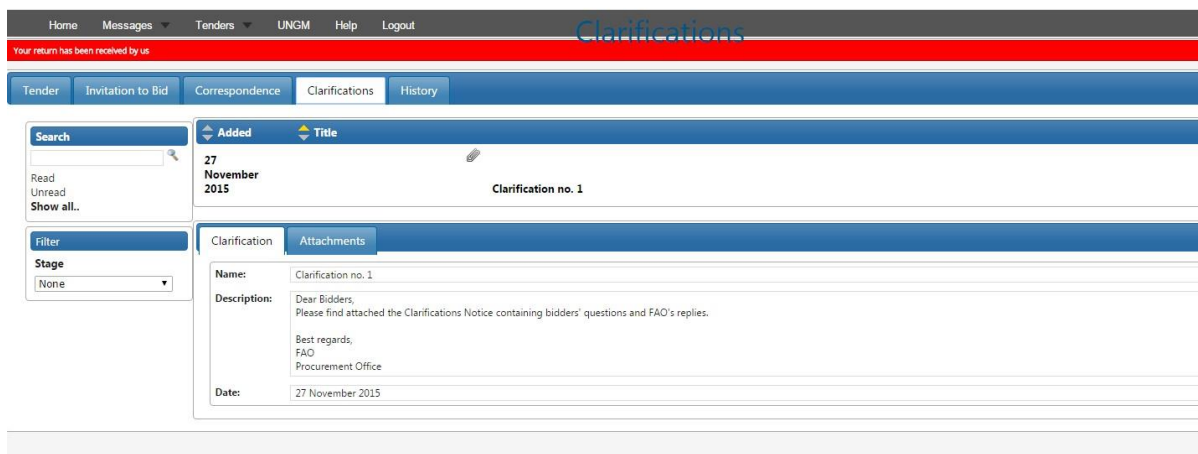 Home Messages Tenders UNGM Help Logout
Clarifications
Your return has been received by us
Tender Invitation to Bid Correspondence Clarifications History
Search
Read
Unread
Show all..
Filter
Stage
None
Added Title
27
November
2015
Clarification no. 1
Clarification Attachments
Name: Clarification no. 1
Description: Dear Bidders,
Please find attached the Clarifications Notice containing bidders' questions and FAO's replies.
Best regards,
FAO
Procurement Office
Date: 27 November 2015